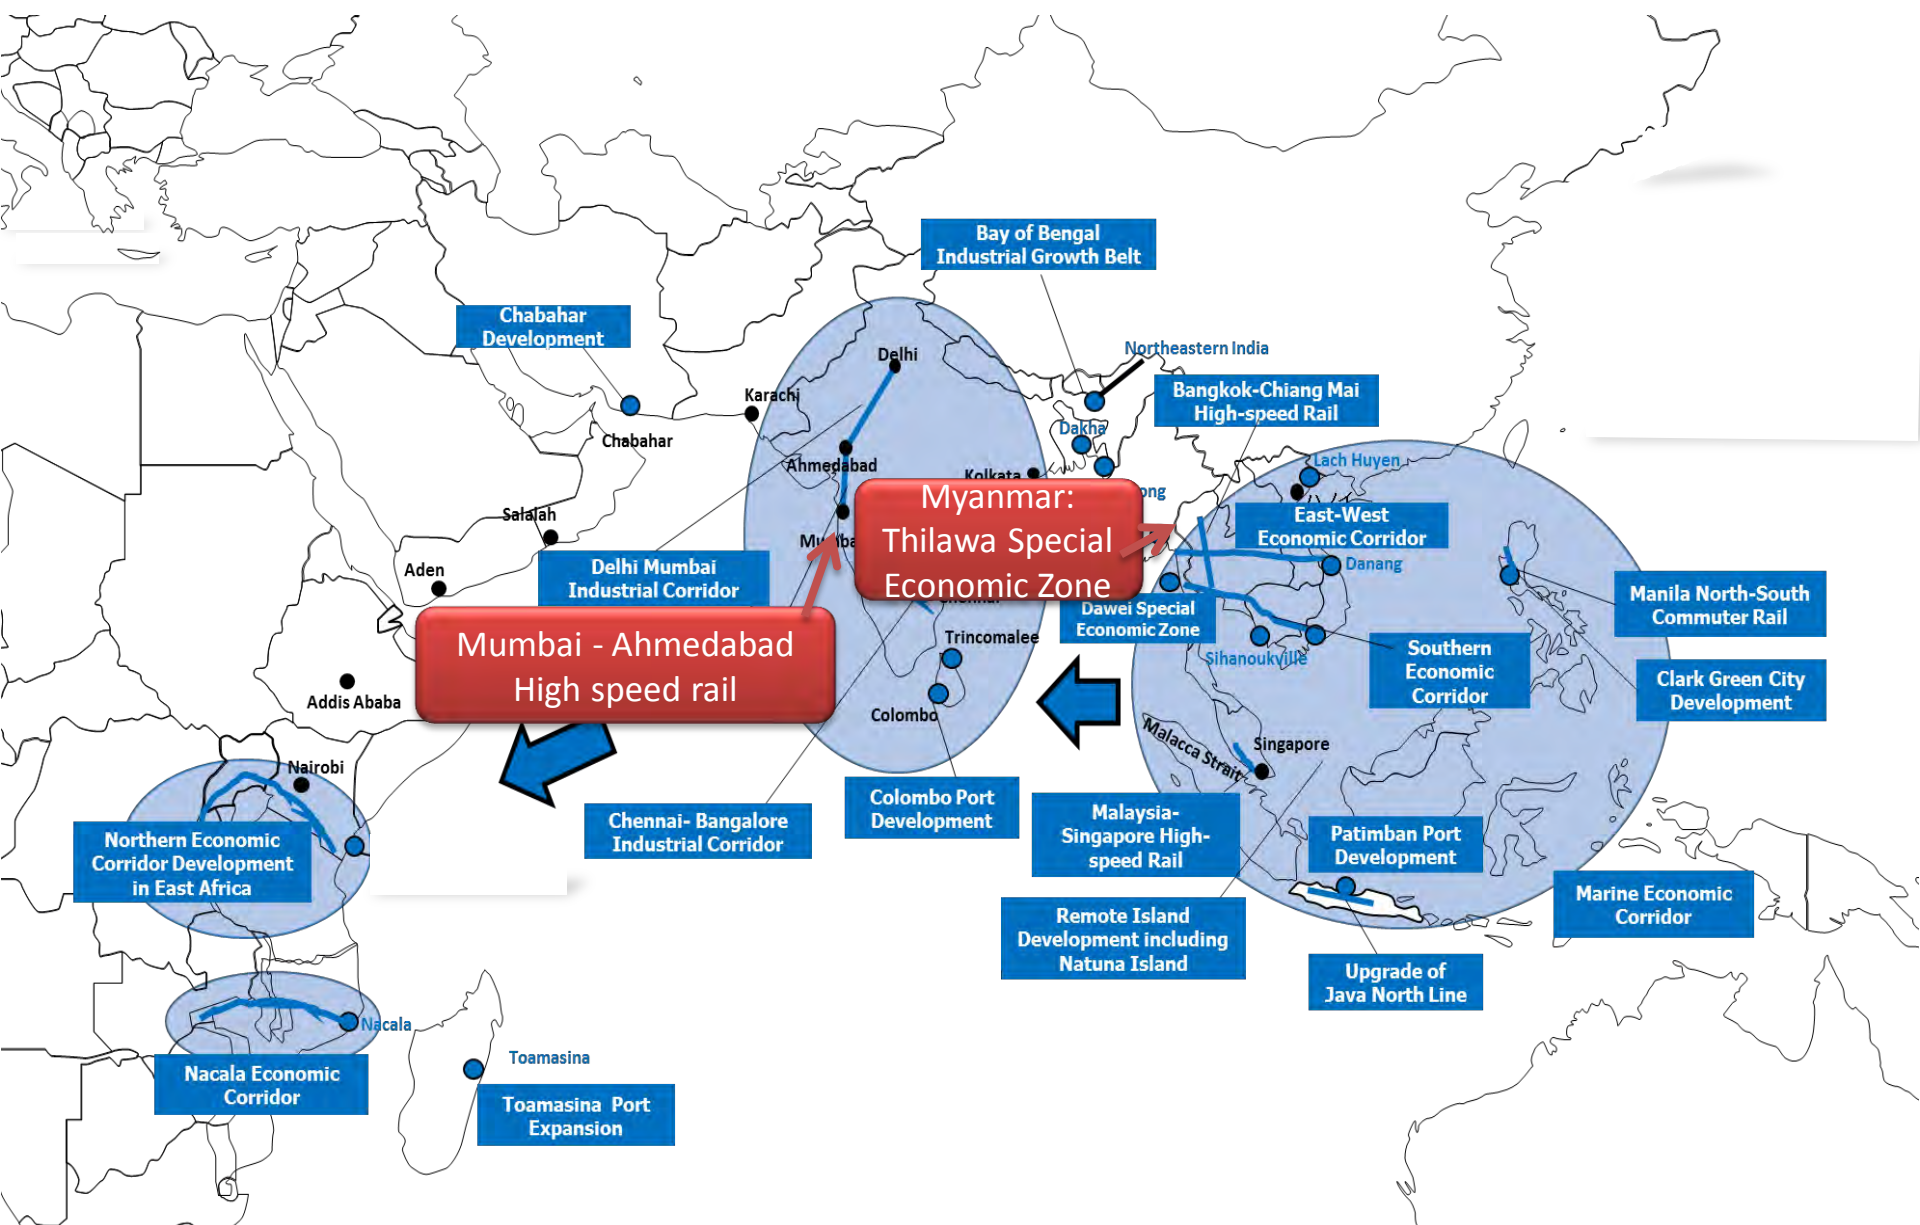 Bay of Bengal
Industrial Growth Belt
Chabahar
Development
Northeastern India
Delhi
Bangkok-Chiang Mai
High-speed Rail
Karachi
Chabahar
Dakha
Ahmedabad
Kolkata
Lach Huyen
Myanmar:
Thilawa Special
Economic Zone
ong
East-West
Economic Corridor
Salalah
Aden
Delhi Mumbai
Industrial Corridor
Danang
Manila North-South
Commuter Rail
Dawei Special
Economic Zone
Mumbai - Ahmedabad
High speed rail
Trincomalee
Sihanoukville
Southern
Economic
Corridor
Clark Green City
Development
Addis Ababa
Colombo
Malacca Strait
Singapore
Nairobi
Colombo Port
Development
Chennai- Bangalore
Industrial Corridor
Malaysia-
Singapore High-
speed Rail
Patimban Port
Development
Northern Economic
Corridor Development
in East Africa
Marine Economic
Corridor
Remote Island
Development including
Natuna Island
Upgrade of
Java North Line
Nacala
Nacala Economic
Corridor
Toamasina
Toamasina Port
Expansion